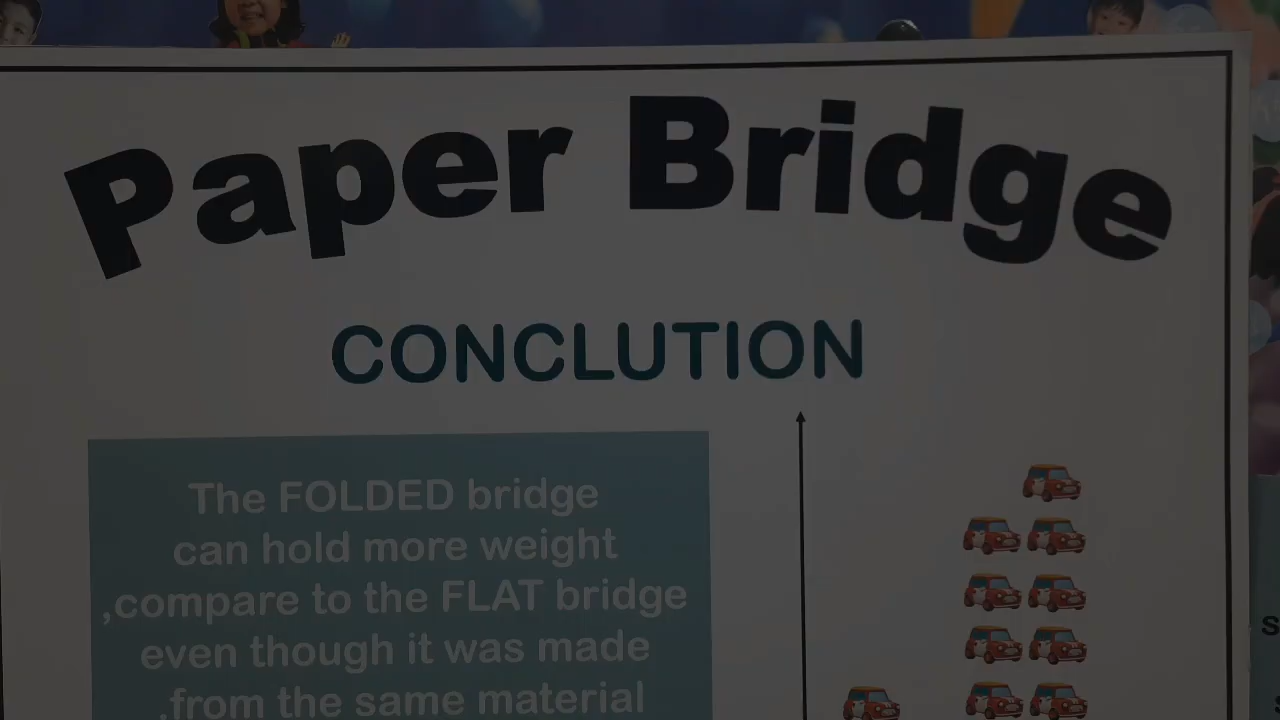 Paper Bridge
CONCLUTION
The FOLDED bridge
can hold more weight
,compare to the FLAT bridge
even though it was made
.from the same material
S